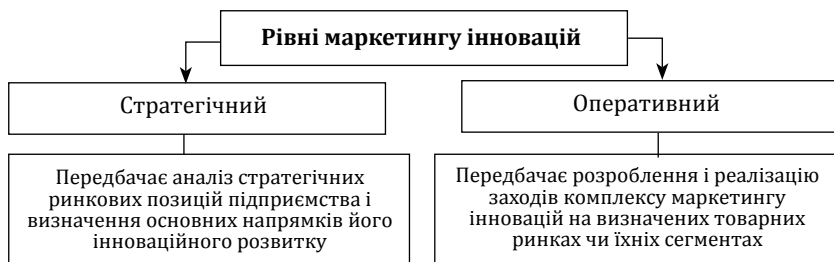 Рівні маркетингу інновацій
Стратегічний
Оперативний
Передбачає аналіз стратегічних
ринкових позицій підприємства і
визначення основних напрямків його
інноваційного розвитку
Передбачає розроблення і реалізацію
заходів комплексу маркетингу
інновацій на визначених товарних
ринках чи їхніх сегментах